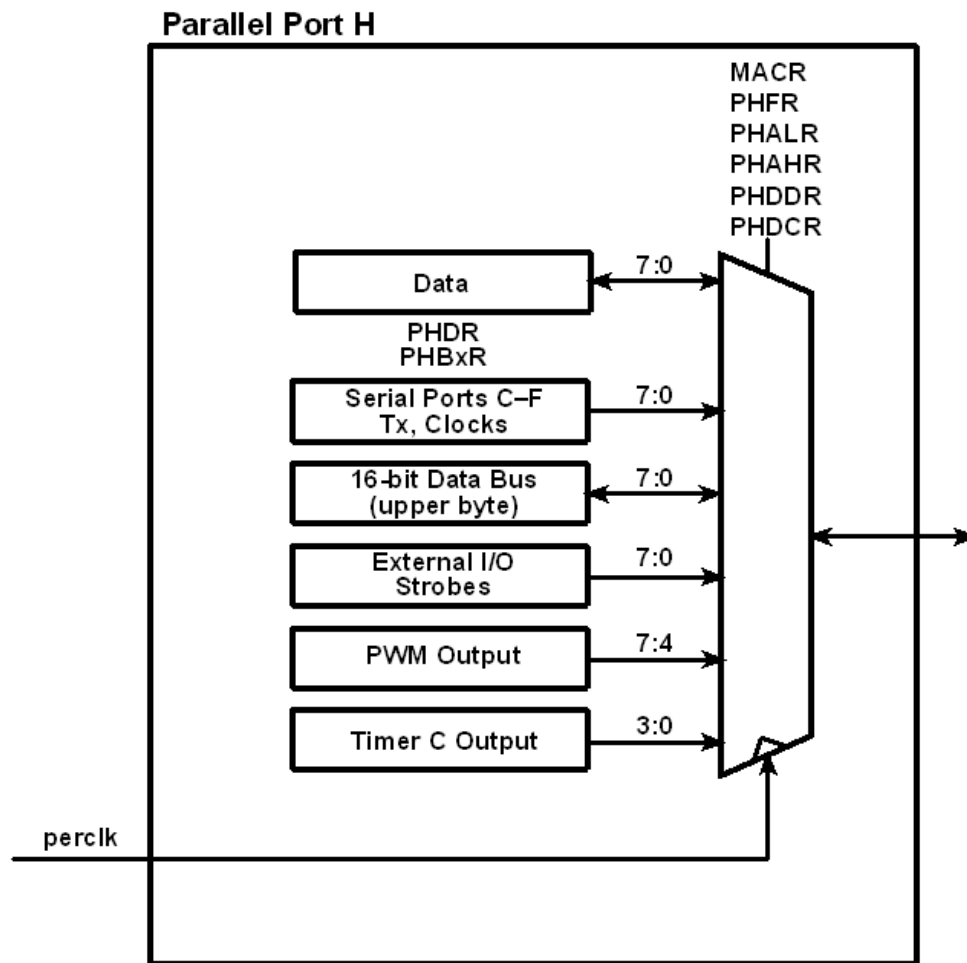 Parallel Port H
MACR
PHFR
PHALR
PHAHR
PHDDR
PHDCR
Data
7:0
PHDR
PHBxR
Serial Ports C–F
Tx, Clocks
7:0
16-bit Data Bus
(upper byte)
7:0
External I/O
Strobes
7:0
PWM Output
7:4
Timer C Output
3:0
perclk